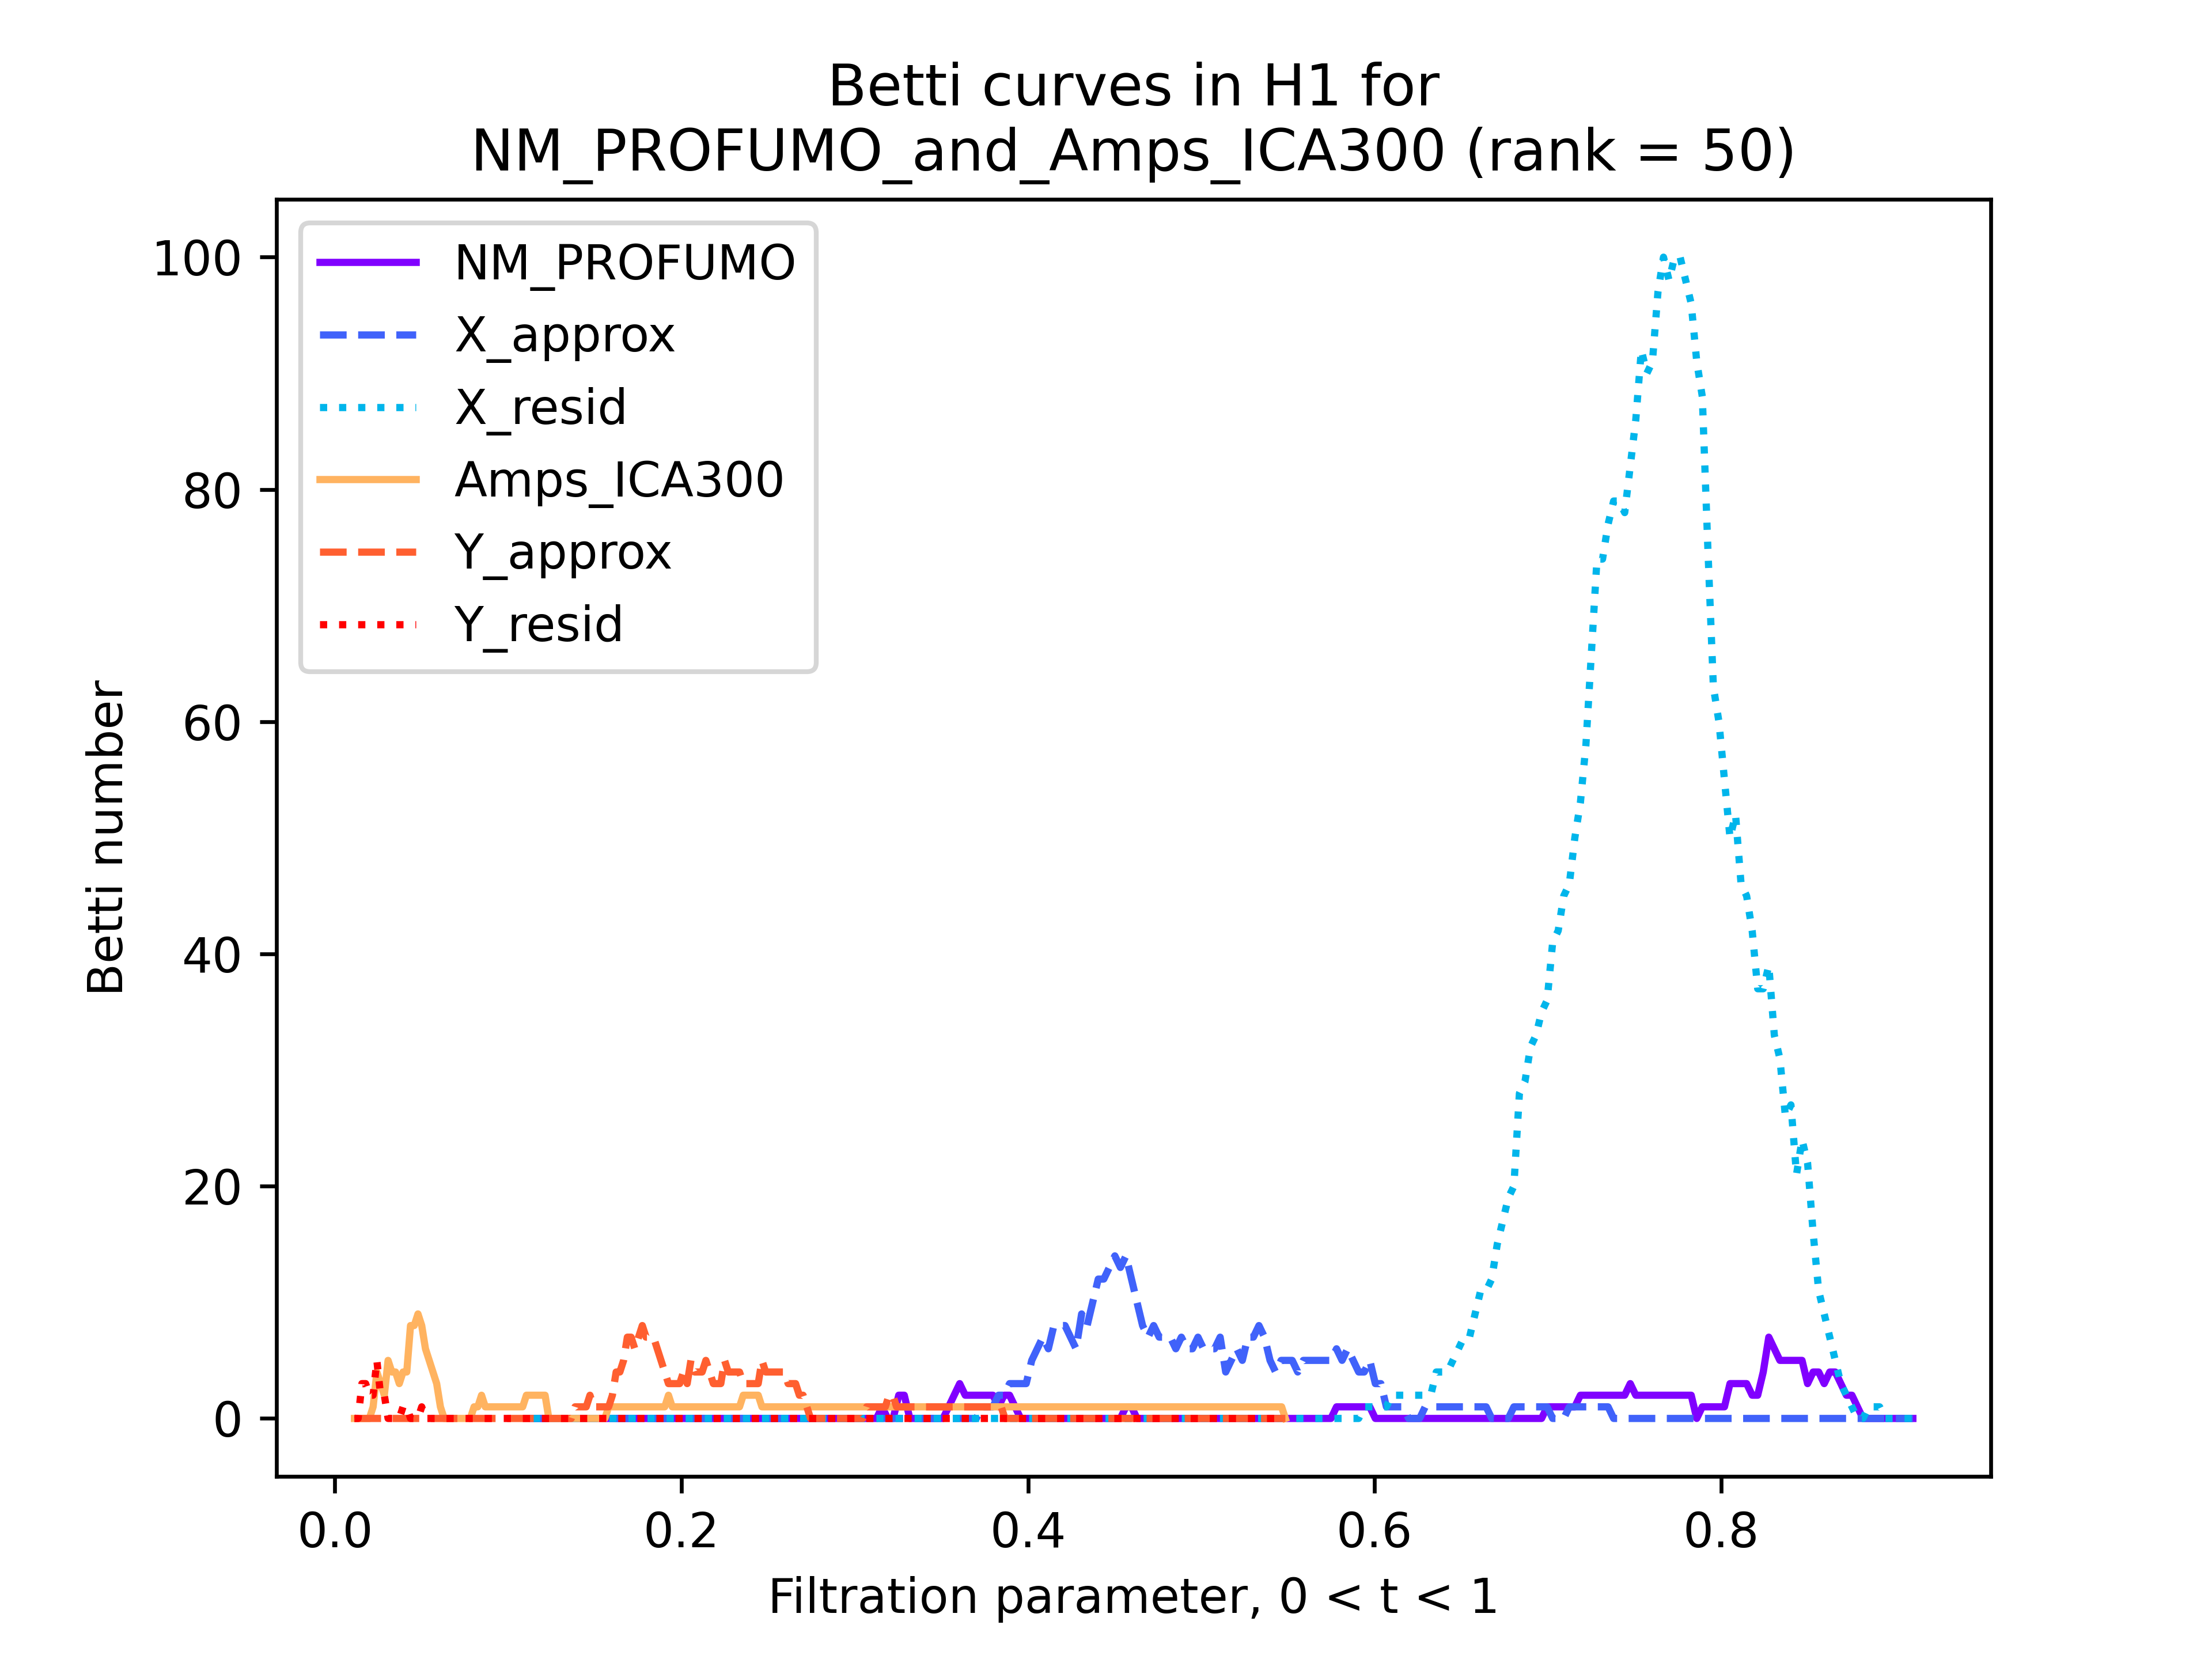 Betti curves in H1 for
NM_PROFUMO_and_Amps_ICA300 (rank = 50)
NM_PROFUMO
X_approx
X_resid
Amps_ICA300
Y_approx
Y_resid
Betti number
100
80
60
40
20
0
0.0 0.2 0.4 0.6 0.8
Filtration parameter, 0 < t < 1